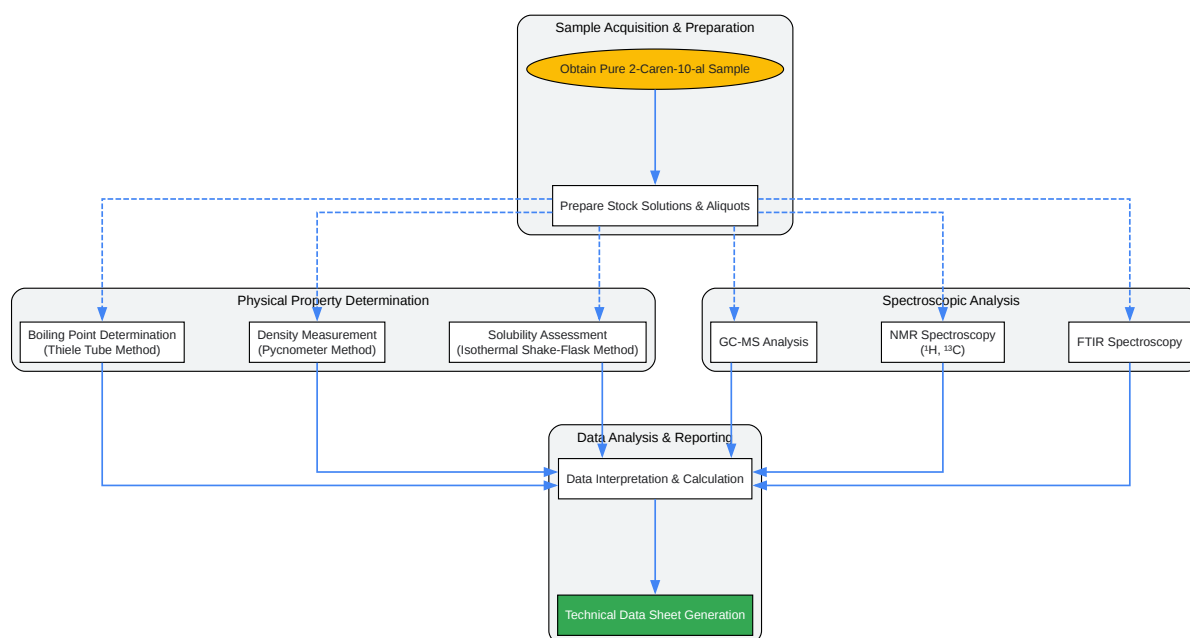 Sample Acquisition & Preparation
Obtain Pure 2-Caren-10-al Sample
Prepare Stock Solutions & Aliquots
Physical Property Determination
Spectroscopic Analysis
Boiling Point Determination
(Thiele Tube Method)
Density Measurement
(Pycnometer Method)
Solubility Assessment
(Isothermal Shake-Flask Method)
GC-MS Analysis
NMR Spectroscopy
(¹H, ¹³C)
FTIR Spectroscopy
Data Analysis & Reporting
Data Interpretation & Calculation
Technical Data Sheet Generation